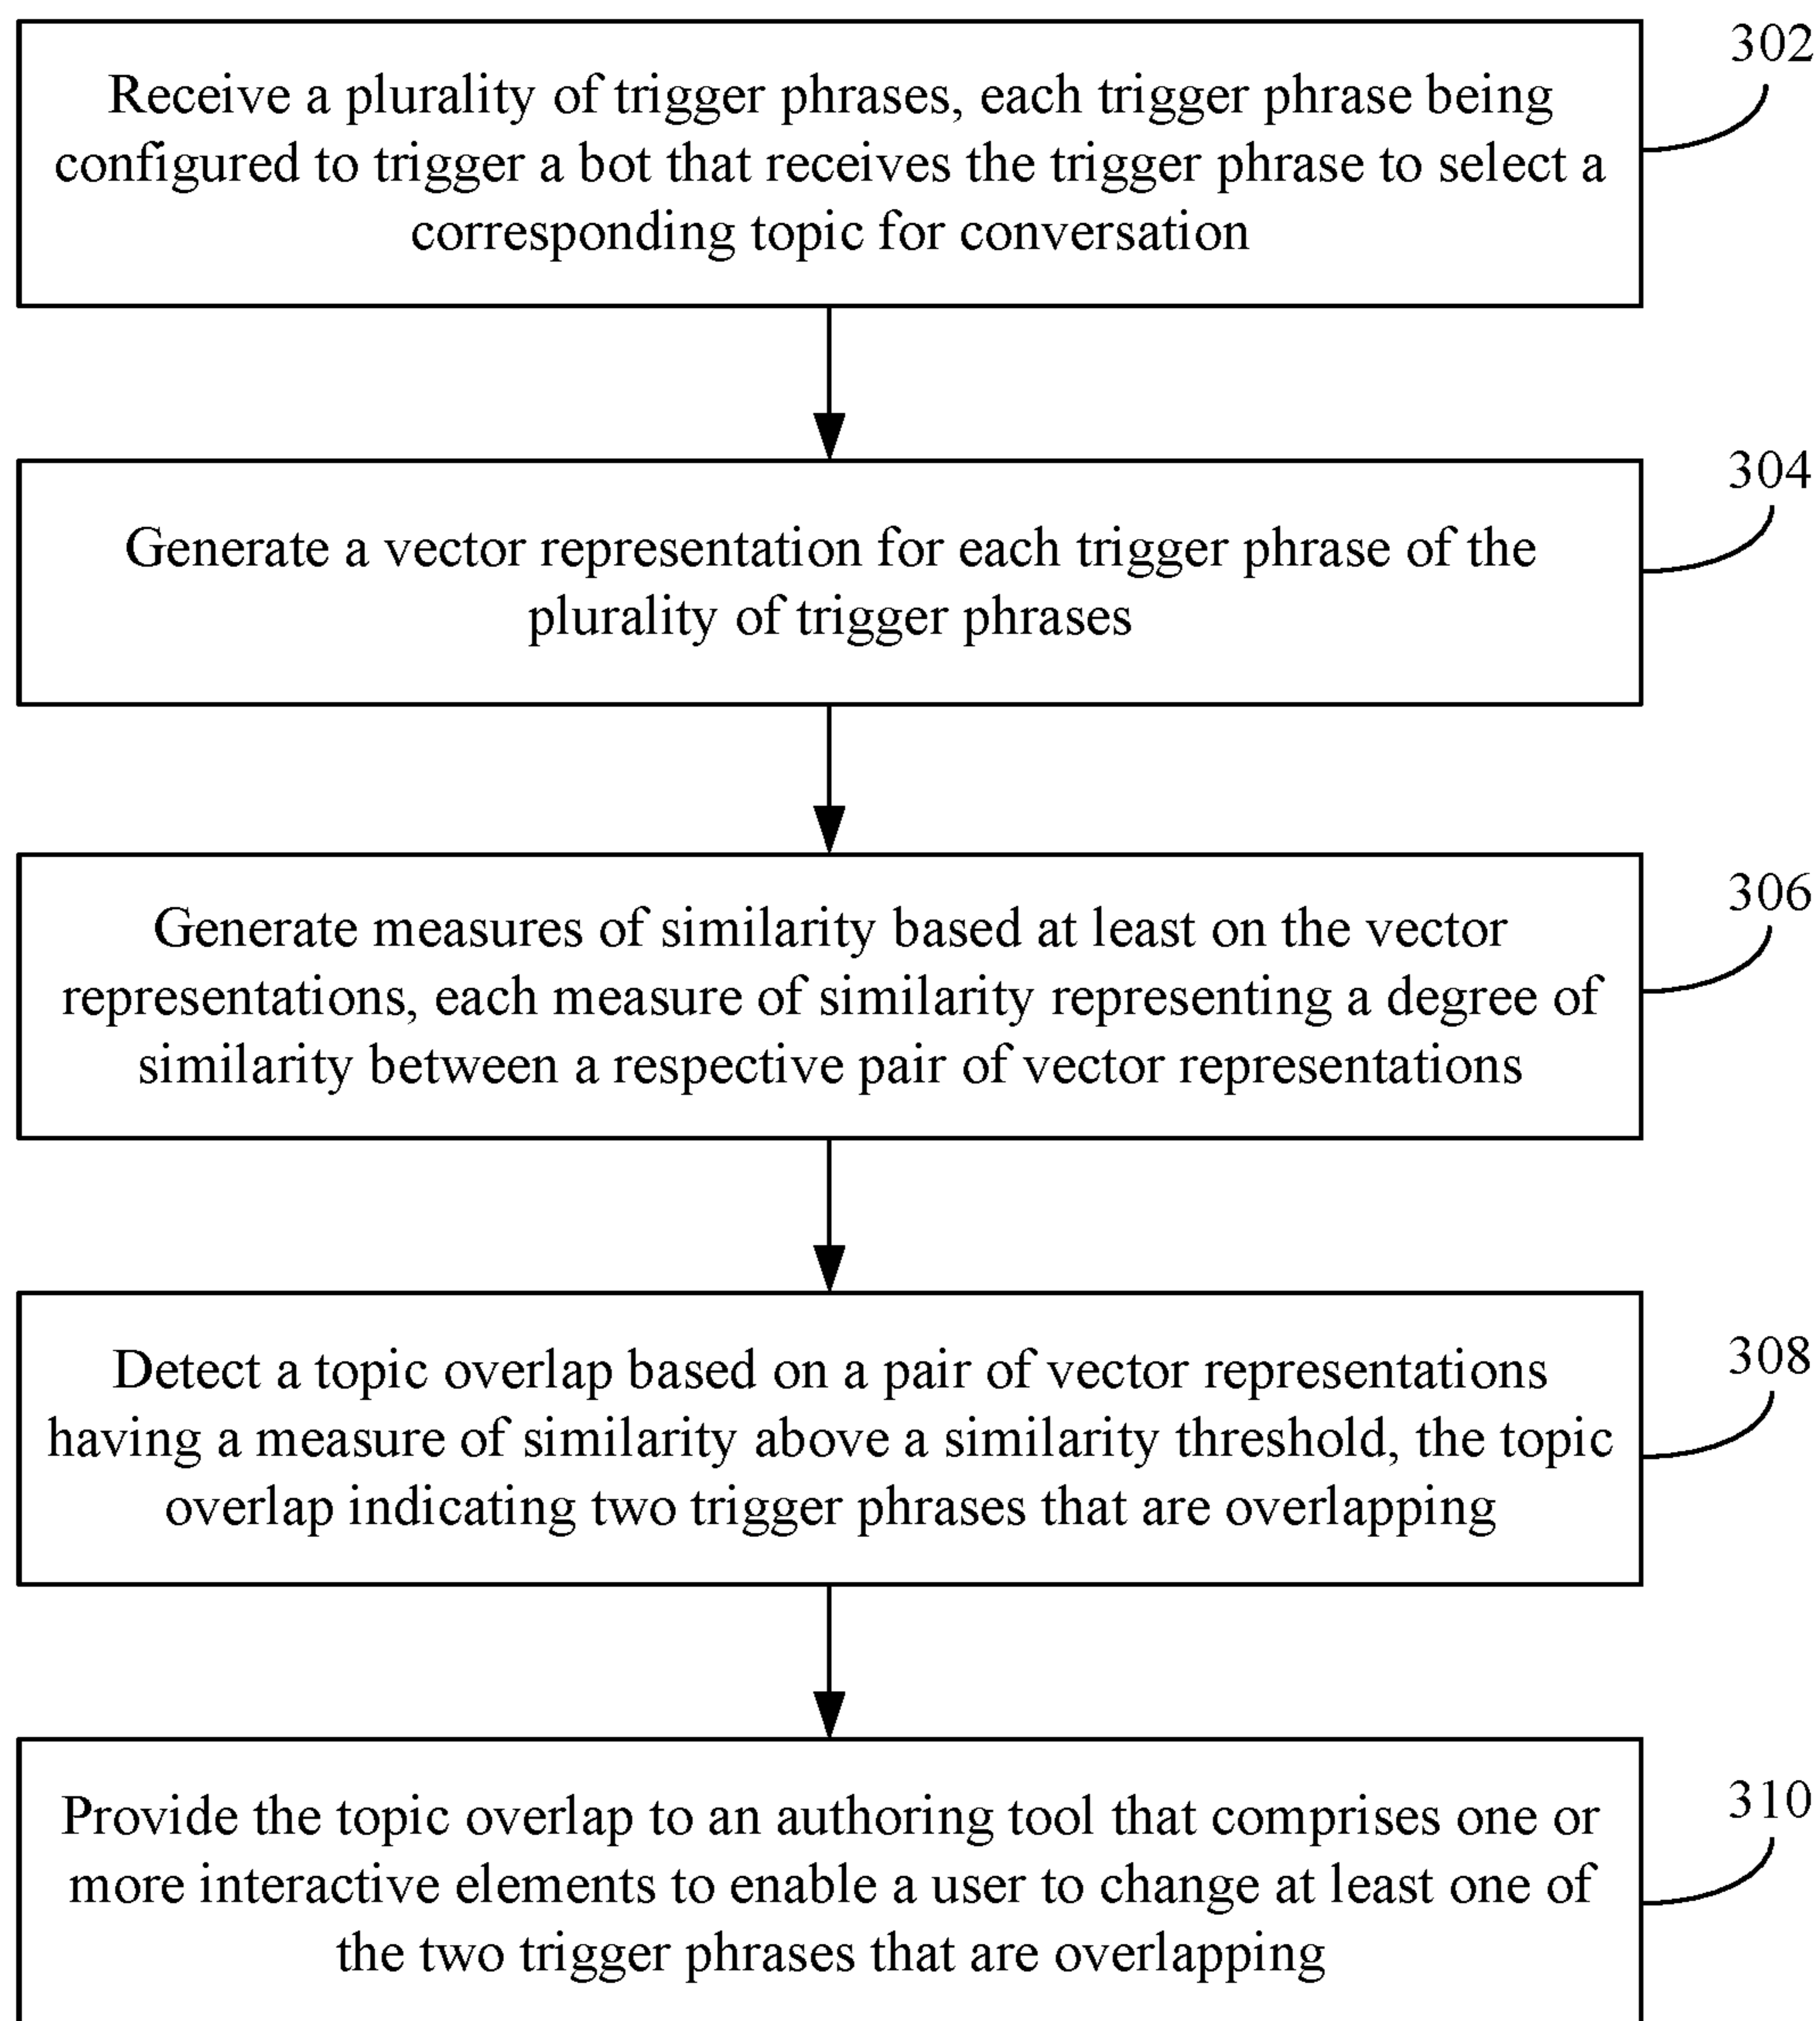 302
Receive a plurality of trigger phrases, each trigger phrase being
configured to trigger a bot that receives the trigger phrase to select a
corresponding topic for conversation
304
Generate a vector representation for each trigger phrase of the
plurality of trigger phrases
306
Generate measures of similarity based at least on the vector
representations, each measure of similarity representing a degree of
similarity between a respective pair of vector representations
308
Detect a topic overlap based on a pair of vector representations
having a measure of similarity above a similarity threshold, the topic
overlap indicating two trigger phrases that are overlapping
310
Provide the topic overlap to an authoring tool that comprises one or
more interactive elements to enable a user to change at least one of
the two trigger phrases that are overlapping